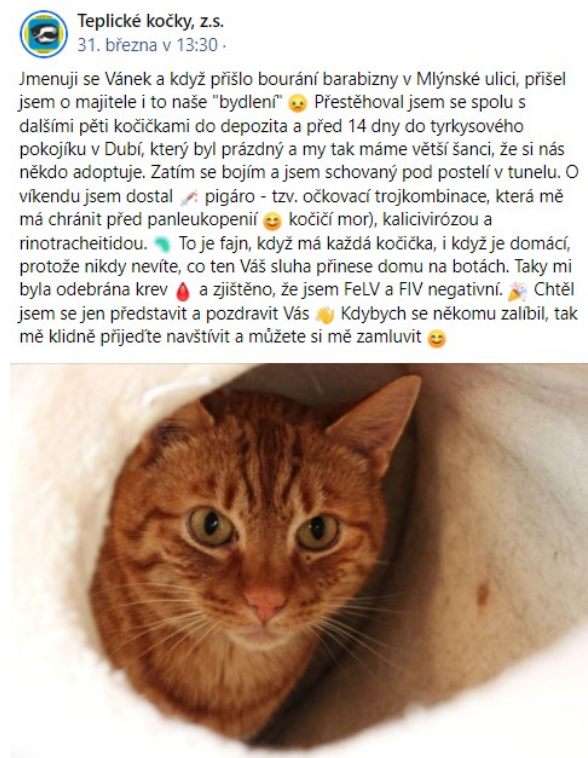 Teplické kočky, z.s.
31. března v 13:30 ·
Jmenuji se Vánek a když přišlo bourání barabizny v Mlýnské ulici, přišel
jsem o majitele i to naše "bydlení" 😟 Přestěhoval jsem se spolu s
dalšími pěti kočičkami do depozita a před 14 dny do tyrkysového
pokojíku v Dubí, který byl prázdný a my tak máme větší šanci, že si nás
někdo adoptuje. Zatím se bojím a jsem schovaný pod postelí v tunelu. O
víkendu jsem dostal 💉 pigáro - tzv. očkovací trojkombinace, která mě
má chránit před panleukopenií 😊 kočičí mor), kalicivirózou a
rinotracheitidou. 🦠 To je fajn, když má každá kočička, i když je domácí,
protože nikdy nevíte, co ten Váš sluha přinese domu na botách. Taky mi
byla odebrána krev 🩸 a zjištěno, že jsem FeLV a FIV negativní. 🎉 Chtěl
jsem se jen představit a pozdravit Vás 👋 Kdybych se někomu zalíbil, tak
mě klidně přijeďte navštívit a můžete si mě zamluvit 😊